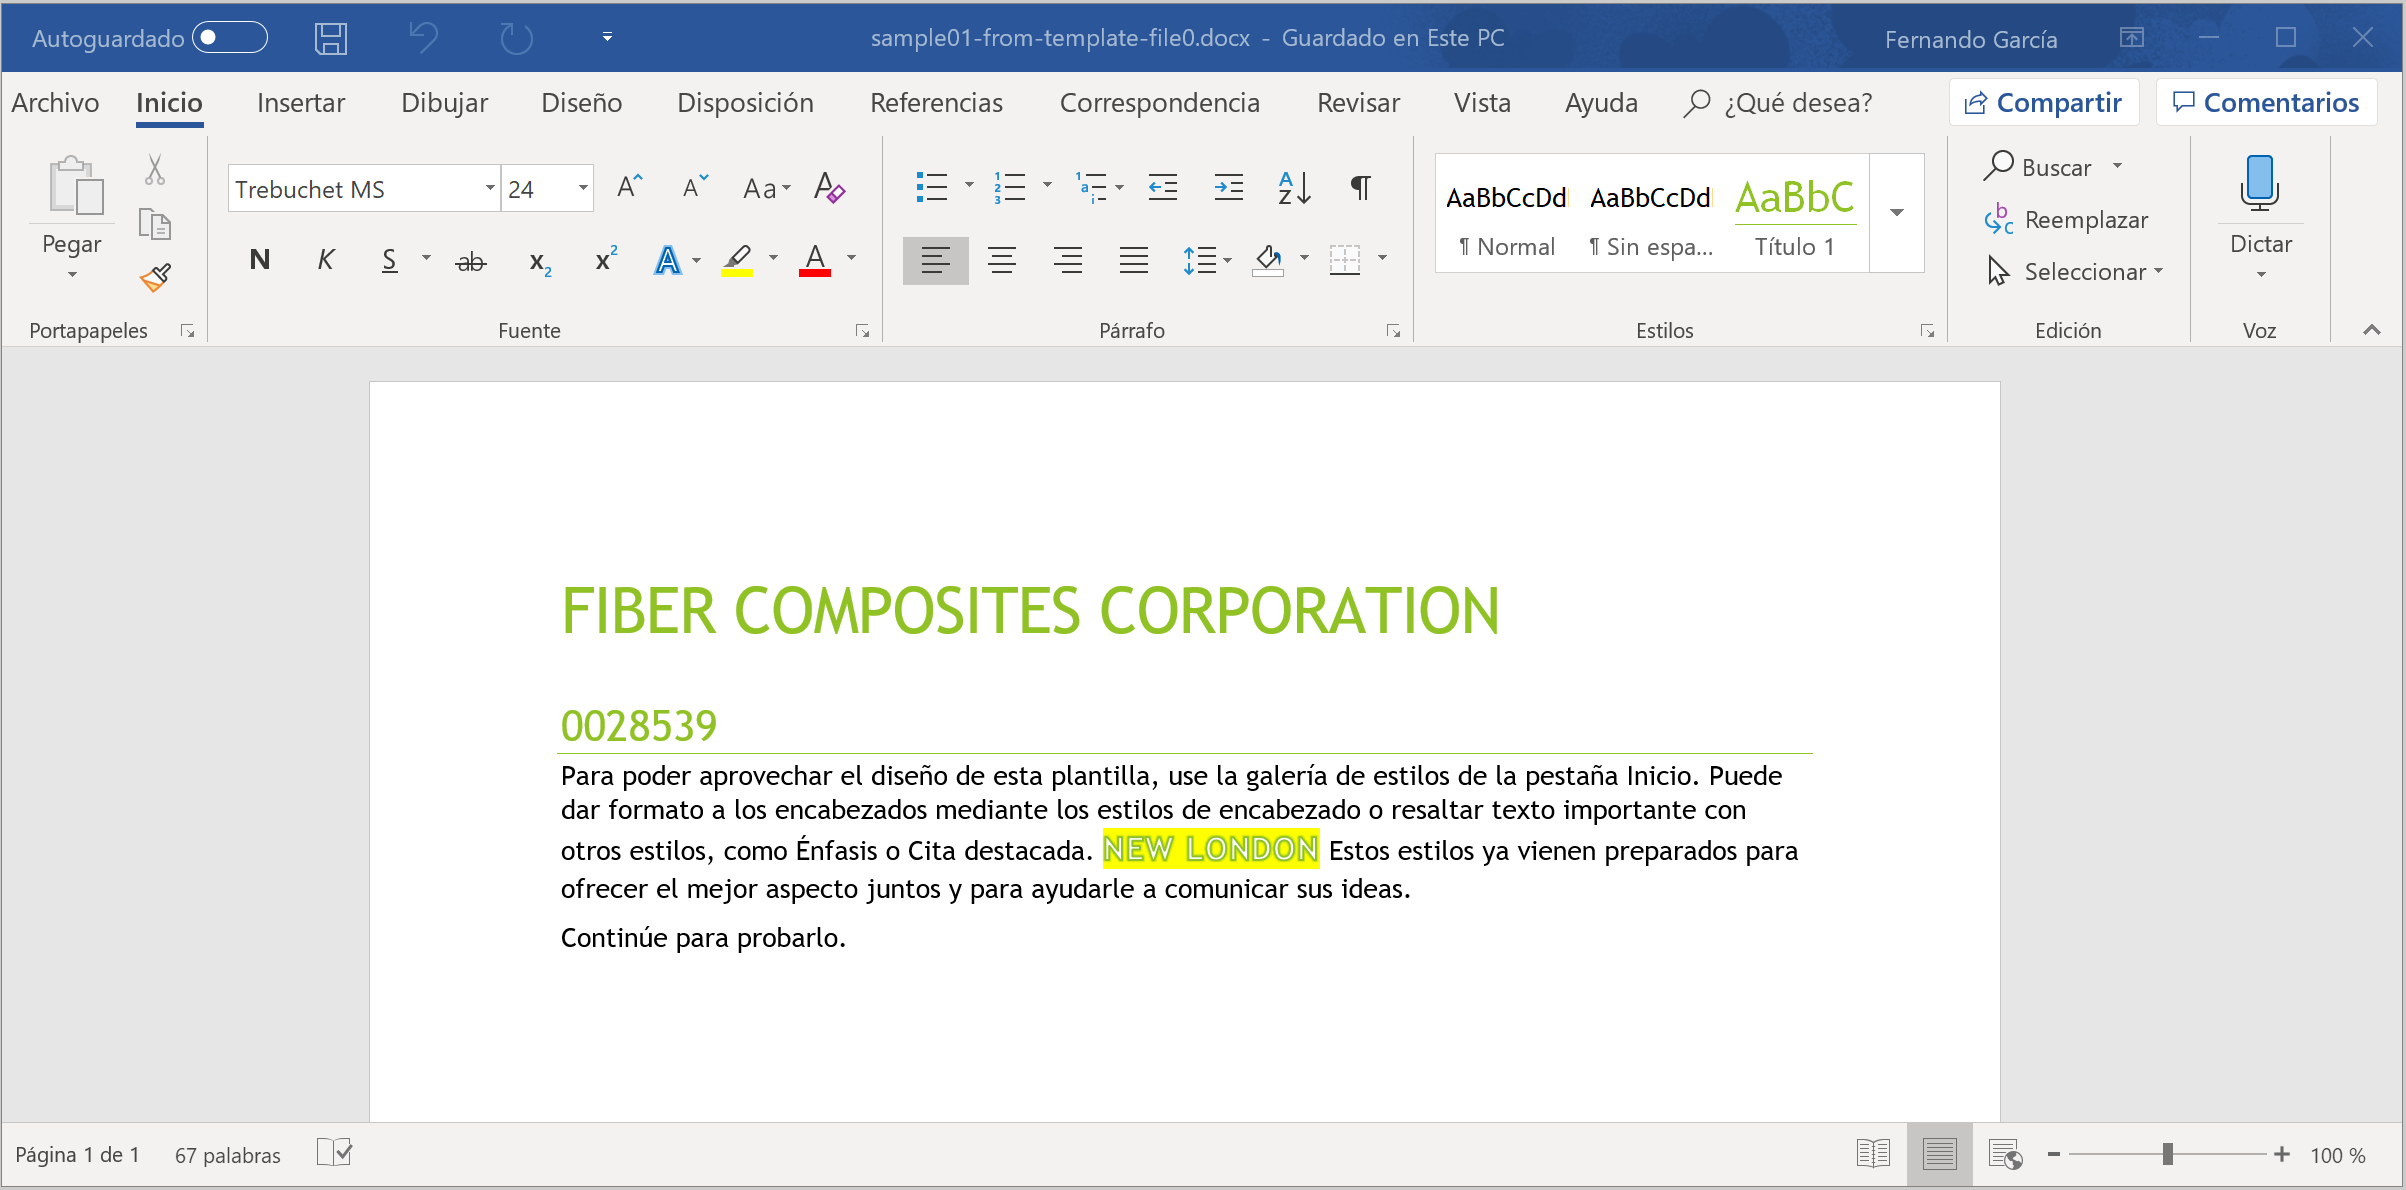 Autoguardado sample01-from-template-file0.docx - Guardado en Este PC Fernando García
Archivo Inicio Insertar Dibujar Diseño Disposición Referencias Correspondencia Revisar Vista Ayuda ¿Qué desea? Compartir Comentarios
Pegar
Portapapeles
Trebuchet MS 24 A A Aa A
N K S ab x2 x2 A A
Fuente
Párrafo
AaBbCcDd AaBbCcDd AaBbC
¶ Normal ¶ Sin espa... Título 1
Estilos
Buscar
Reemplazar
Seleccionar
Edición
Dictar
Voz
FIBER COMPOSITES CORPORATION
0028539
Para poder aprovechar el diseño de esta plantilla, use la galería de estilos de la pestaña Inicio. Puede
dar formato a los encabezados mediante los estilos de encabezado o resaltar texto importante con
otros estilos, como Énfasis o Cita destacada. NEW LONDON Estos estilos ya vienen preparados para
ofrecer el mejor aspecto juntos y para ayudarle a comunicar sus ideas.
Continúe para probarlo.
Página 1 de 1 67 palabras 100 %